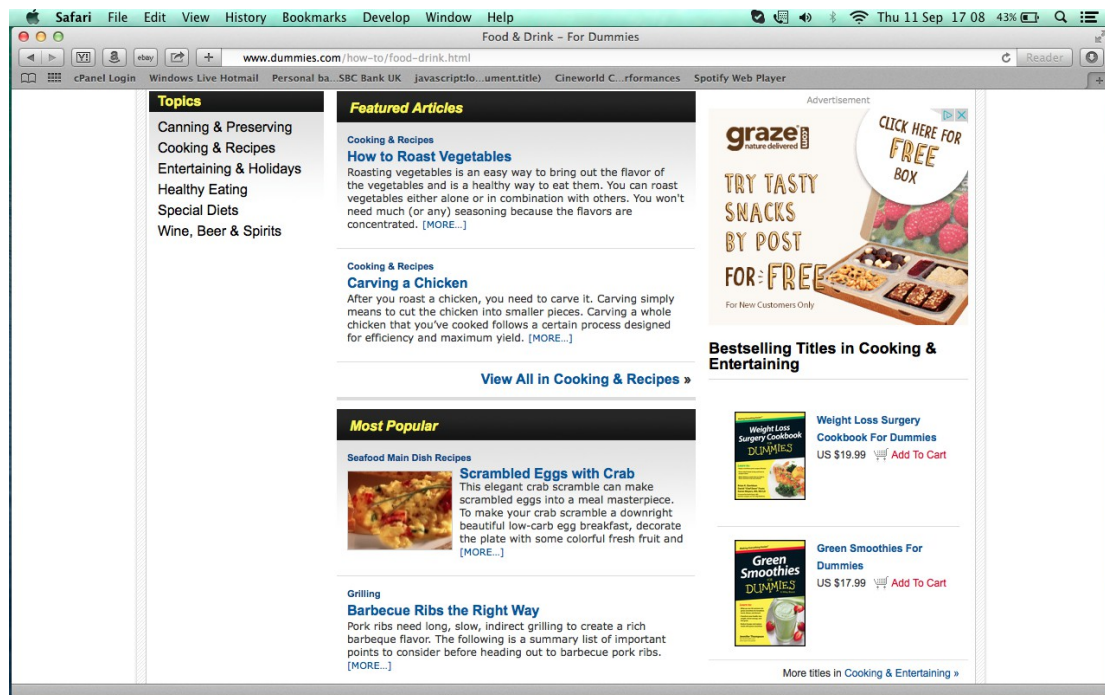 Safari File Edit View History Bookmarks Develop Window Help Thu 11 Sep 17 08 43%
Food & Drink – For Dummies
Y! a ebay + www.dummies.com/how-to/food-drink.html Reader
cPanel Login Windows Live Hotmail Personal ba...SBC Bank UK javascript:lo...ument.title) Cineworld C...rformances Spotify Web Player
Topics
Canning & Preserving
Cooking & Recipes
Entertaining & Holidays
Healthy Eating
Special Diets
Wine, Beer & Spirits
Featured Articles
Cooking & Recipes
How to Roast Vegetables
Roasting vegetables is an easy way to bring out the flavor of
the vegetables and is a healthy way to eat them. You can roast
vegetables either alone or in combination with others. You won't
need much (or any) seasoning because the flavors are
concentrated. [MORE...]
Cooking & Recipes
Carving a Chicken
After you roast a chicken, you need to carve it. Carving simply
means to cut the chicken into smaller pieces. Carving a whole
chicken that you've cooked follows a certain process designed
for efficiency and maximum yield. [MORE...]
View All in Cooking & Recipes »
Most Popular
Seafood Main Dish Recipes
Scrambled Eggs with Crab
This elegant crab scramble can make
scrambled eggs into a meal masterpiece.
To make your crab scramble a downright
beautiful low-carb egg breakfast, decorate
the plate with some colorful fresh fruit and
[MORE...]
Grilling
Barbecue Ribs the Right Way
Pork ribs need long, slow, indirect grilling to create a rich
barbeque flavor. The following is a summary list of important
points to consider before heading out to barbecue pork ribs.
[MORE...]
Advertisement
graze.com
nature delivered
CLICK HERE FOR
FREE
BOX
TRY TASTY
SNACKS
BY POST
FOR FREE
For New Customers Only
Bestselling Titles in Cooking &
Entertaining
Weight Loss
Surgery Cookbook
FOR
DUMMIES
Weight Loss Surgery
Cookbook For Dummies
US $19.99 Add To Cart
Green
Smoothies
FOR
DUMMIES
Green Smoothies For
Dummies
US $17.99 Add To Cart
More titles in Cooking & Entertaining »